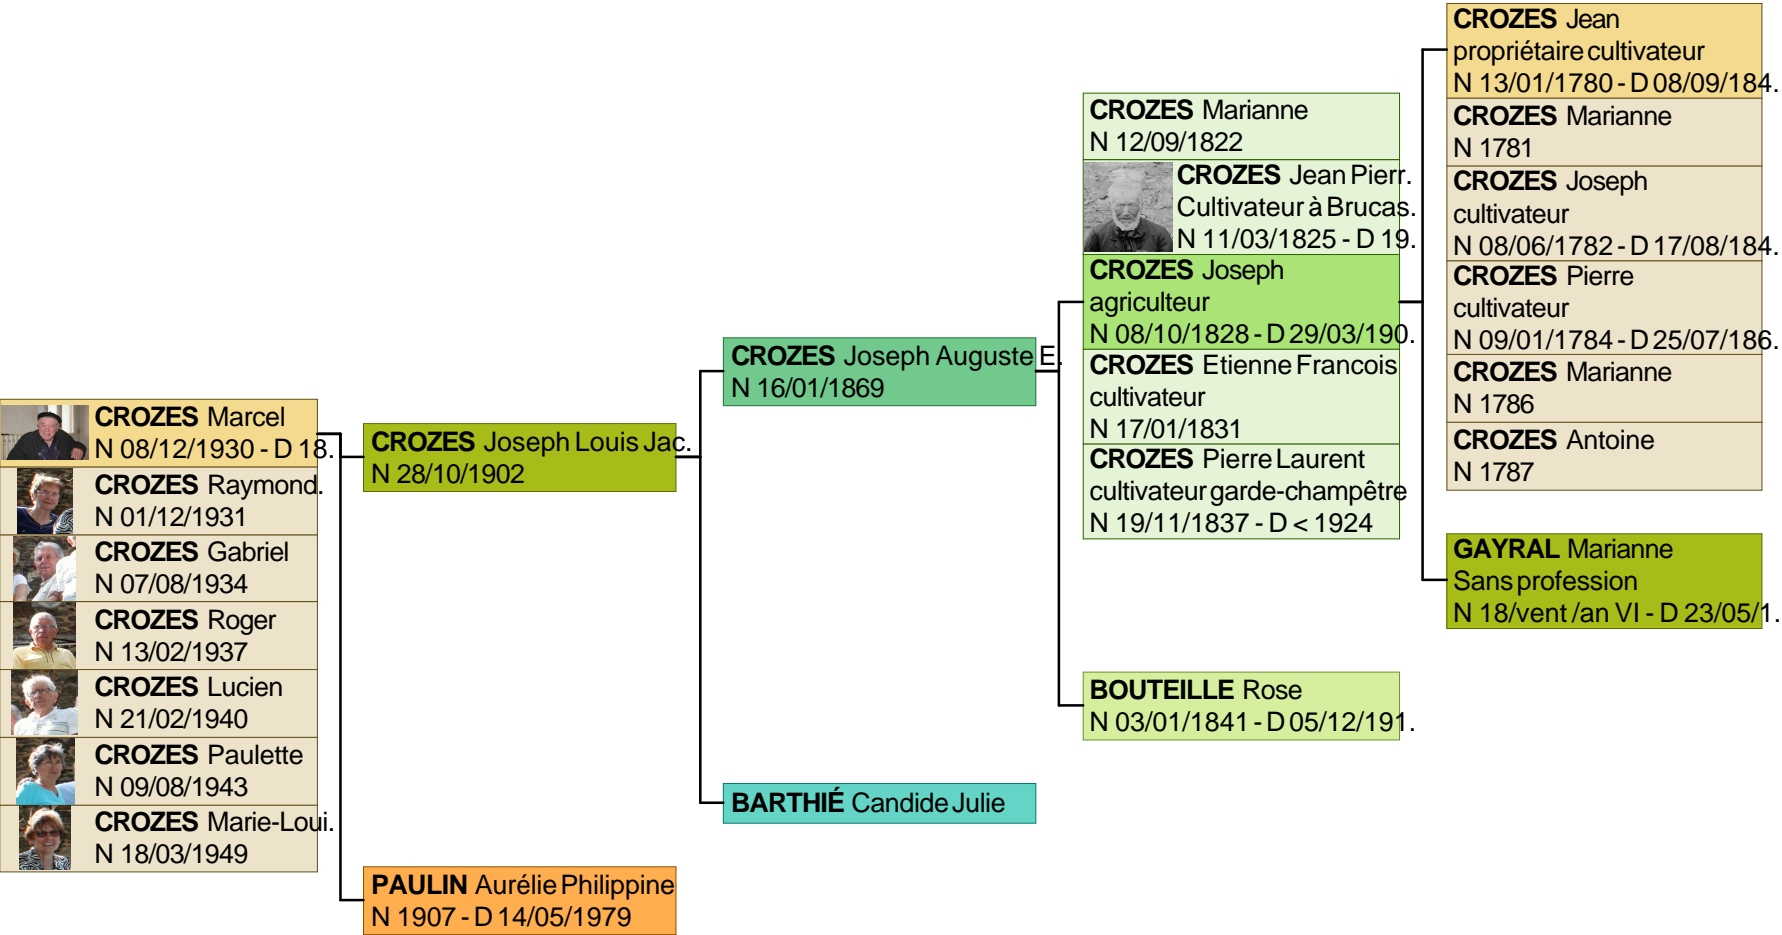 CROZES Marcel
N 08/12/1930 - D 18.
CROZES Raymond.
N 01/12/1931
CROZES Gabriel
N 07/08/1934
CROZES Roger
N 13/02/1937
CROZES Lucien
N 21/02/1940
CROZES Paulette
N 09/08/1943
CROZES Marie-Loui.
N 18/03/1949
CROZES Joseph Louis Jac.
N 28/10/1902
PAULIN Aurélie Philippine
N 1907 - D 14/05/1979
CROZES Joseph Auguste E.
N 16/01/1869
BARTHIÉ Candide Julie
CROZES Marianne
N 12/09/1822
CROZES Jean Pierr.
Cultivateur à Brucas.
N 11/03/1825 - D 19.
CROZES Joseph
agriculteur
N 08/10/1828 - D 29/03/190.
CROZES Etienne Francois
cultivateur
N 17/01/1831
CROZES Pierre Laurent
cultivateur garde-champêtre
N 19/11/1837 - D < 1924
BOUTEILLE Rose
N 03/01/1841 - D 05/12/191.
CROZES Jean
propriétaire cultivateur
N 13/01/1780 - D 08/09/184.
CROZES Marianne
N 1781
CROZES Joseph
cultivateur
N 08/06/1782 - D 17/08/184.
CROZES Pierre
cultivateur
N 09/01/1784 - D 25/07/186.
CROZES Marianne
N 1786
CROZES Antoine
N 1787
GAYRAL Marianne
Sans profession
N 18/vent /an VI - D 23/05/1.